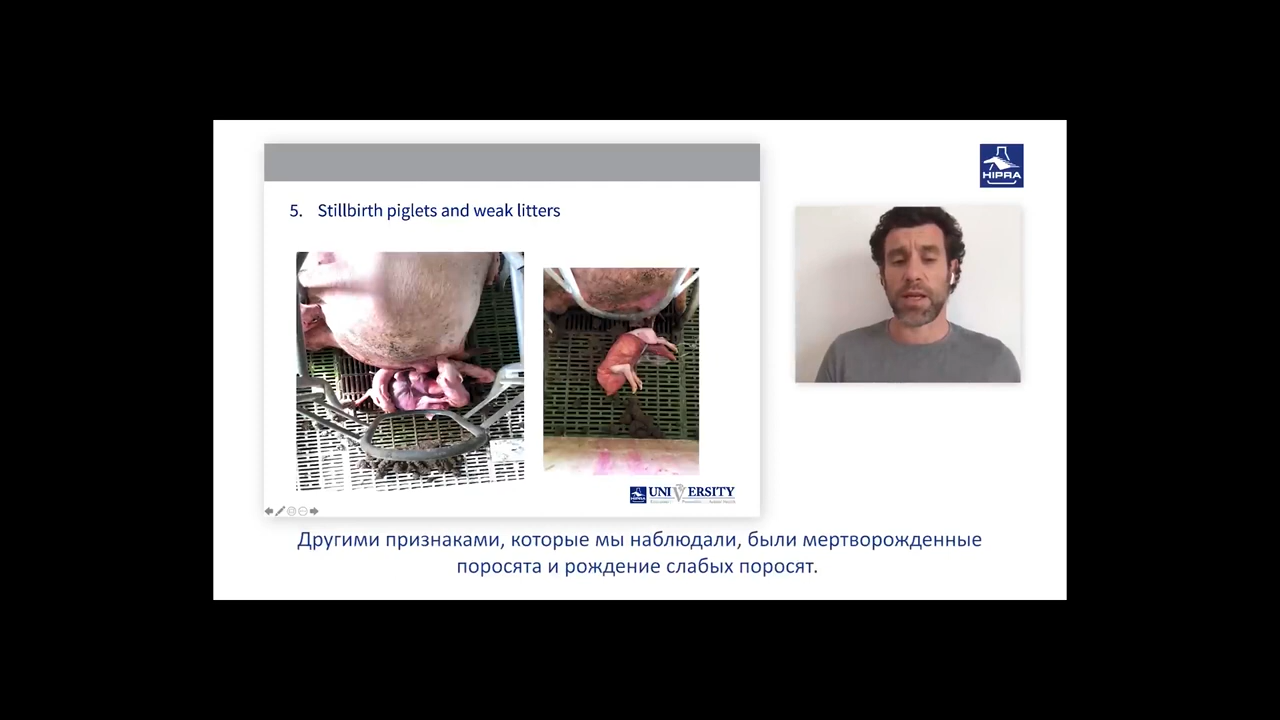 HIPRA
5. Stillbirth piglets and weak litters
HIPRA UNIVERSITY
Другими признаками, которые мы наблюдали, были мертворожденные
поросята и рождение слабых поросят.